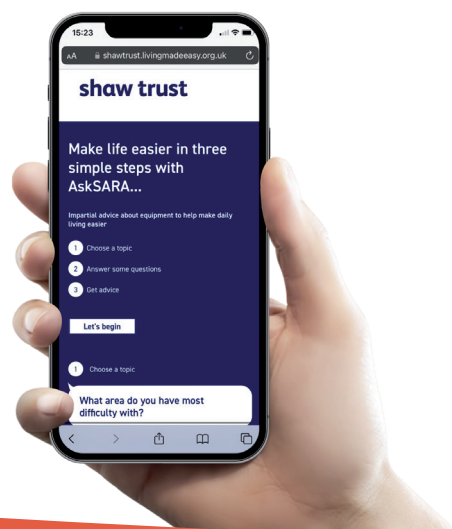 15:23
AA shawtrust.livingmadeeasy.org.uk
shaw trust
Make life easier in three
simple steps with
AskSARA...
Impartial advice about equipment to help make daily
living easier
1 Choose a topic
2 Answer some questions
3 Get advice
Let's begin
1 Choose a topic
What area do you have most
difficulty with?